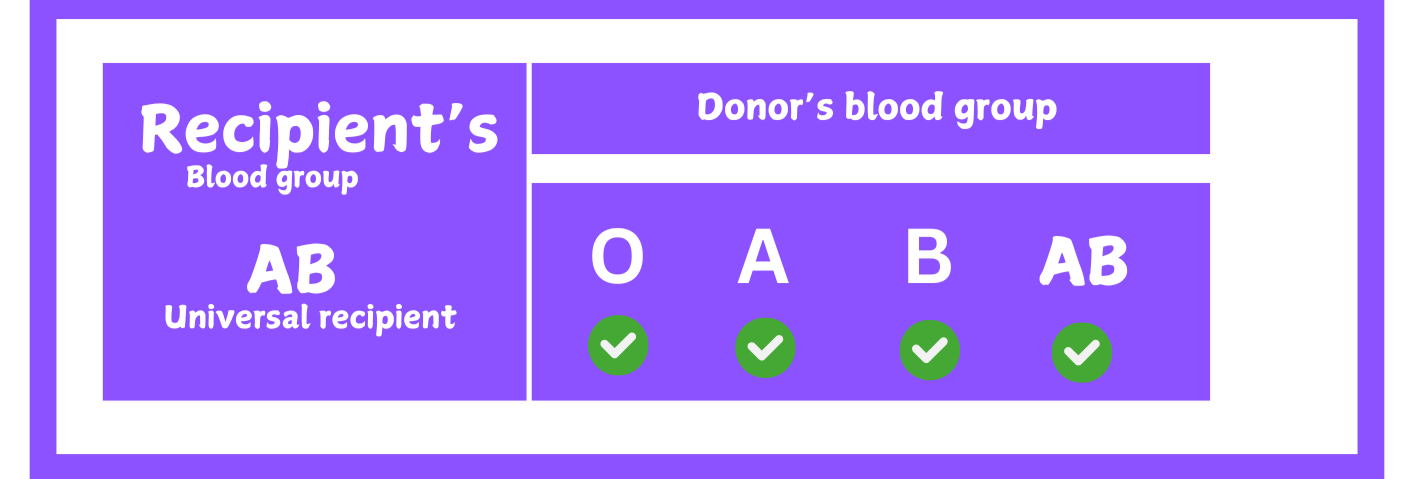 Recipient's
Blood group
AB
Universal recipient
Donor's blood group
O A B AB